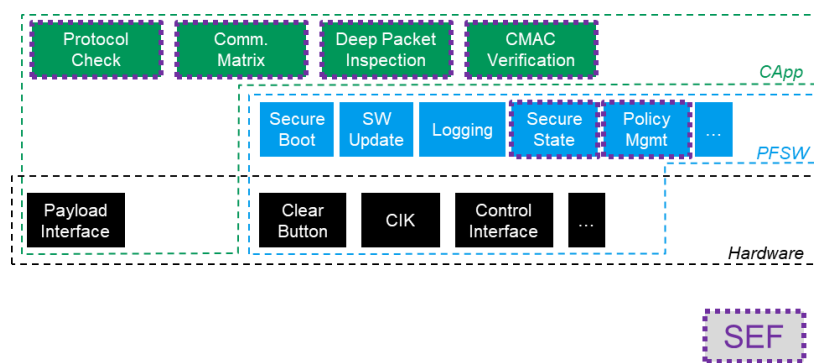 Protocol
Check
Comm.
Matrix
Deep Packet
Inspection
CMAC
Verification
CApp
Secure
Boot
SW
Update
Logging
Secure
State
Policy
Mgmt
...
PFSW
Payload
Interface
Clear
Button
CIK
Control
Interface
...
Hardware
SEF